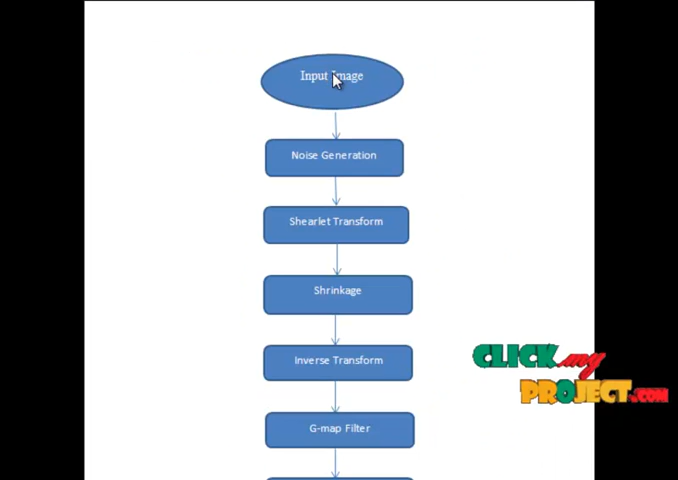 Input Image
Noise Generation
Shearlet Transform
Shrinkage
Inverse Transform
CLICK my
PROJECT.COM
G-map Filter